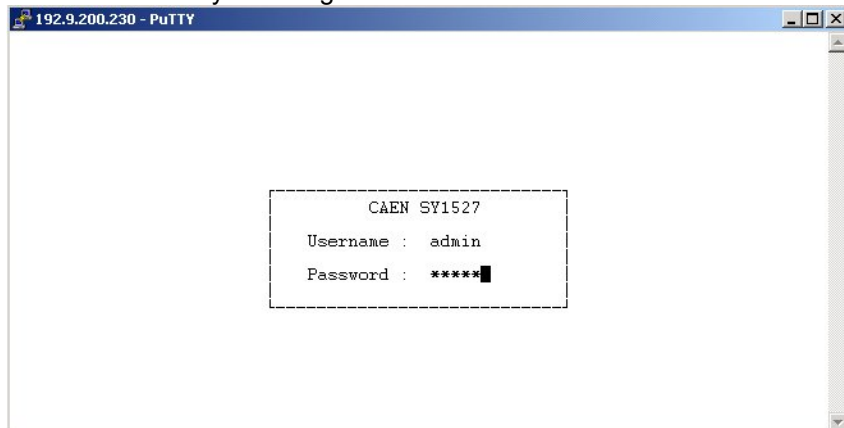 192.9.200.230 - PuTTY
CAEN SY1527
Username : admin
Password : *****